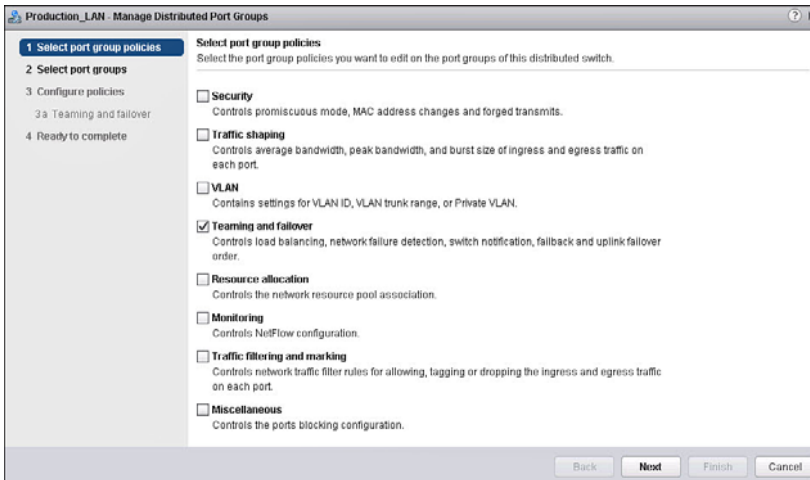 Production_LAN - Manage Distributed Port Groups
?
1 Select port group policies
2 Select port groups
3 Configure policies
3a Teaming and failover
4 Ready to complete
Select port group policies
Select the port group policies you want to edit on the port groups of this distributed switch.
Security
Controls promiscuous mode, MAC address changes and forged transmits.
Traffic shaping
Controls average bandwidth, peak bandwidth, and burst size of ingress and egress traffic on
each port.
VLAN
Contains settings for VLAN ID, VLAN trunk range, or Private VLAN.
Teaming and failover
Controls load balancing, network failure detection, switch notification, failback and uplink failover
order.
Resource allocation
Controls the network resource pool association.
Monitoring
Controls NetFlow configuration.
Traffic filtering and marking
Controls network traffic filter rules for allowing, tagging or dropping the ingress and egress traffic
on each port.
Miscellaneous
Controls the ports blocking configuration.
Back Next Finish Cancel